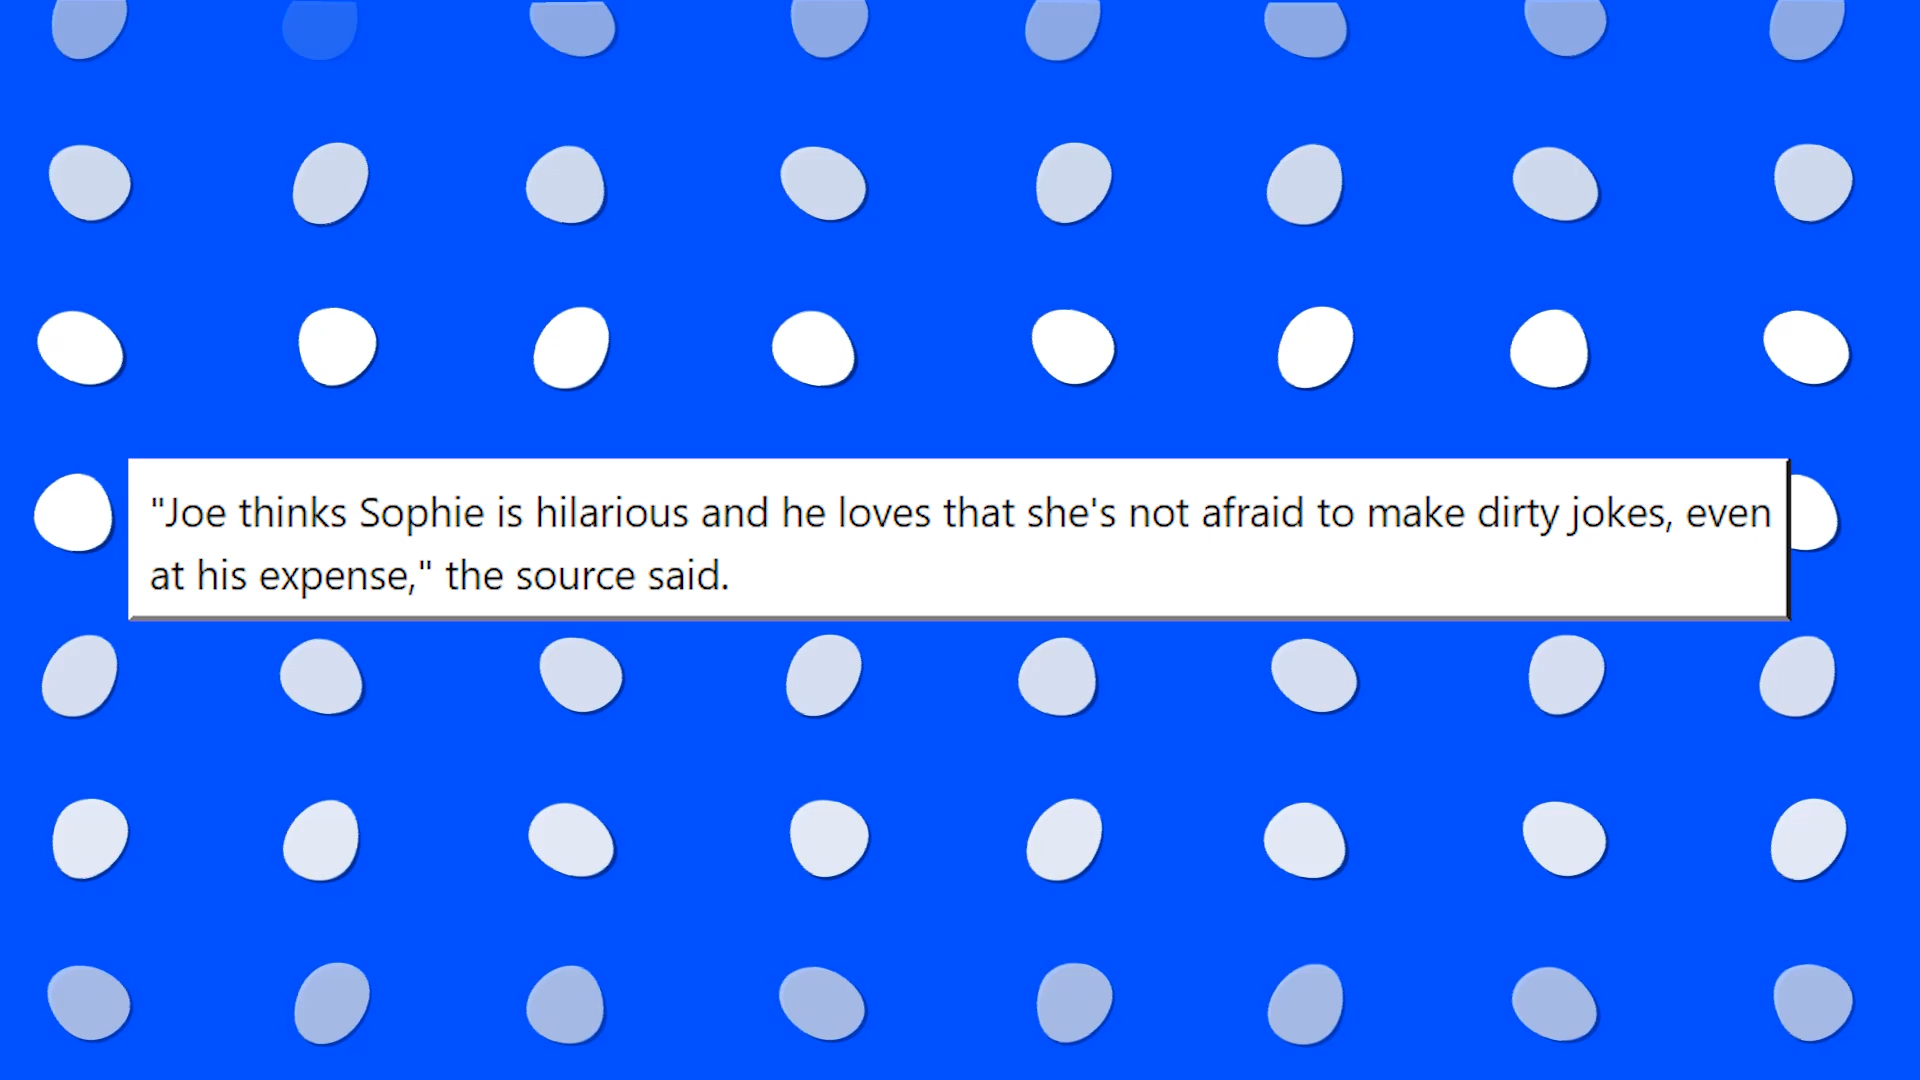 "Joe thinks Sophie is hilarious and he loves that she's not afraid to make dirty jokes, even
at his expense," the source said.